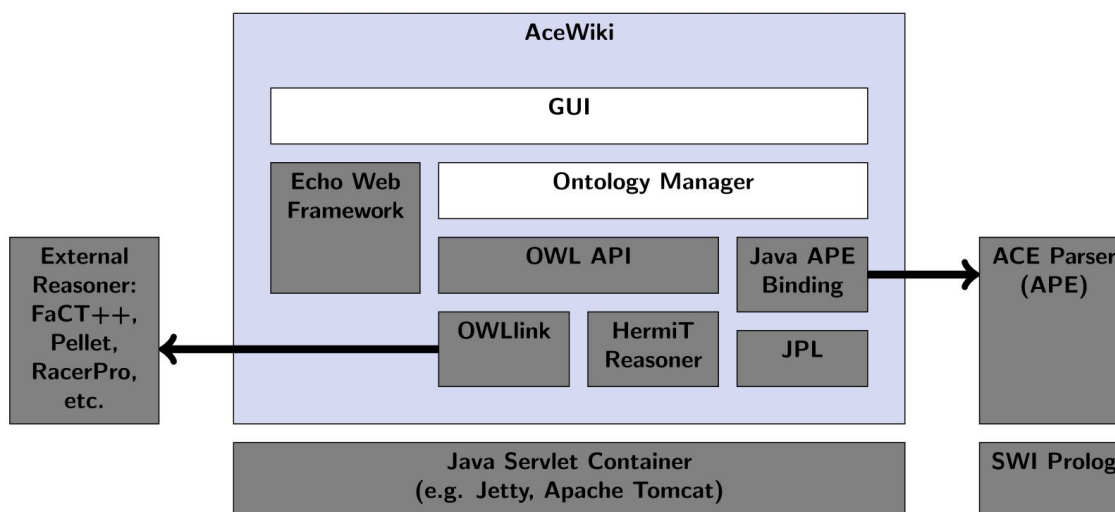 AceWiki
GUI
Echo Web
Framework
Ontology Manager
External
Reasoner:
FaCT++,
Pellet,
RacerPro,
etc.
OWL API
Java APE
Binding
ACE Parser
(APE)
OWLlink
HermiT
Reasoner
JPL
Java Servlet Container
(e.g. Jetty, Apache Tomcat)
SWI Prolog